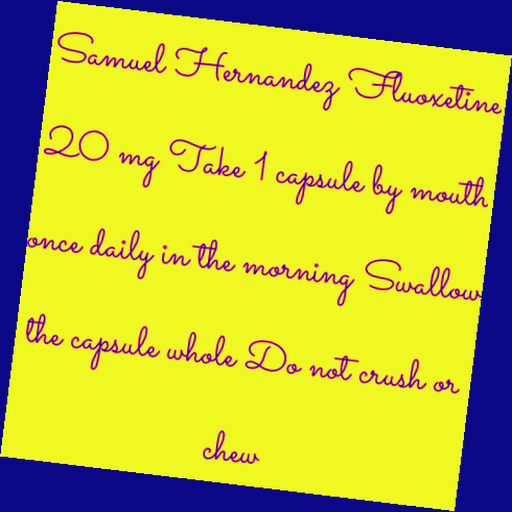 Samuel Hernandez Fluoxetine
20 mg Take 1 capsule by mouth
once daily in the morning Swallow
the capsule whole Do not crush or
chew